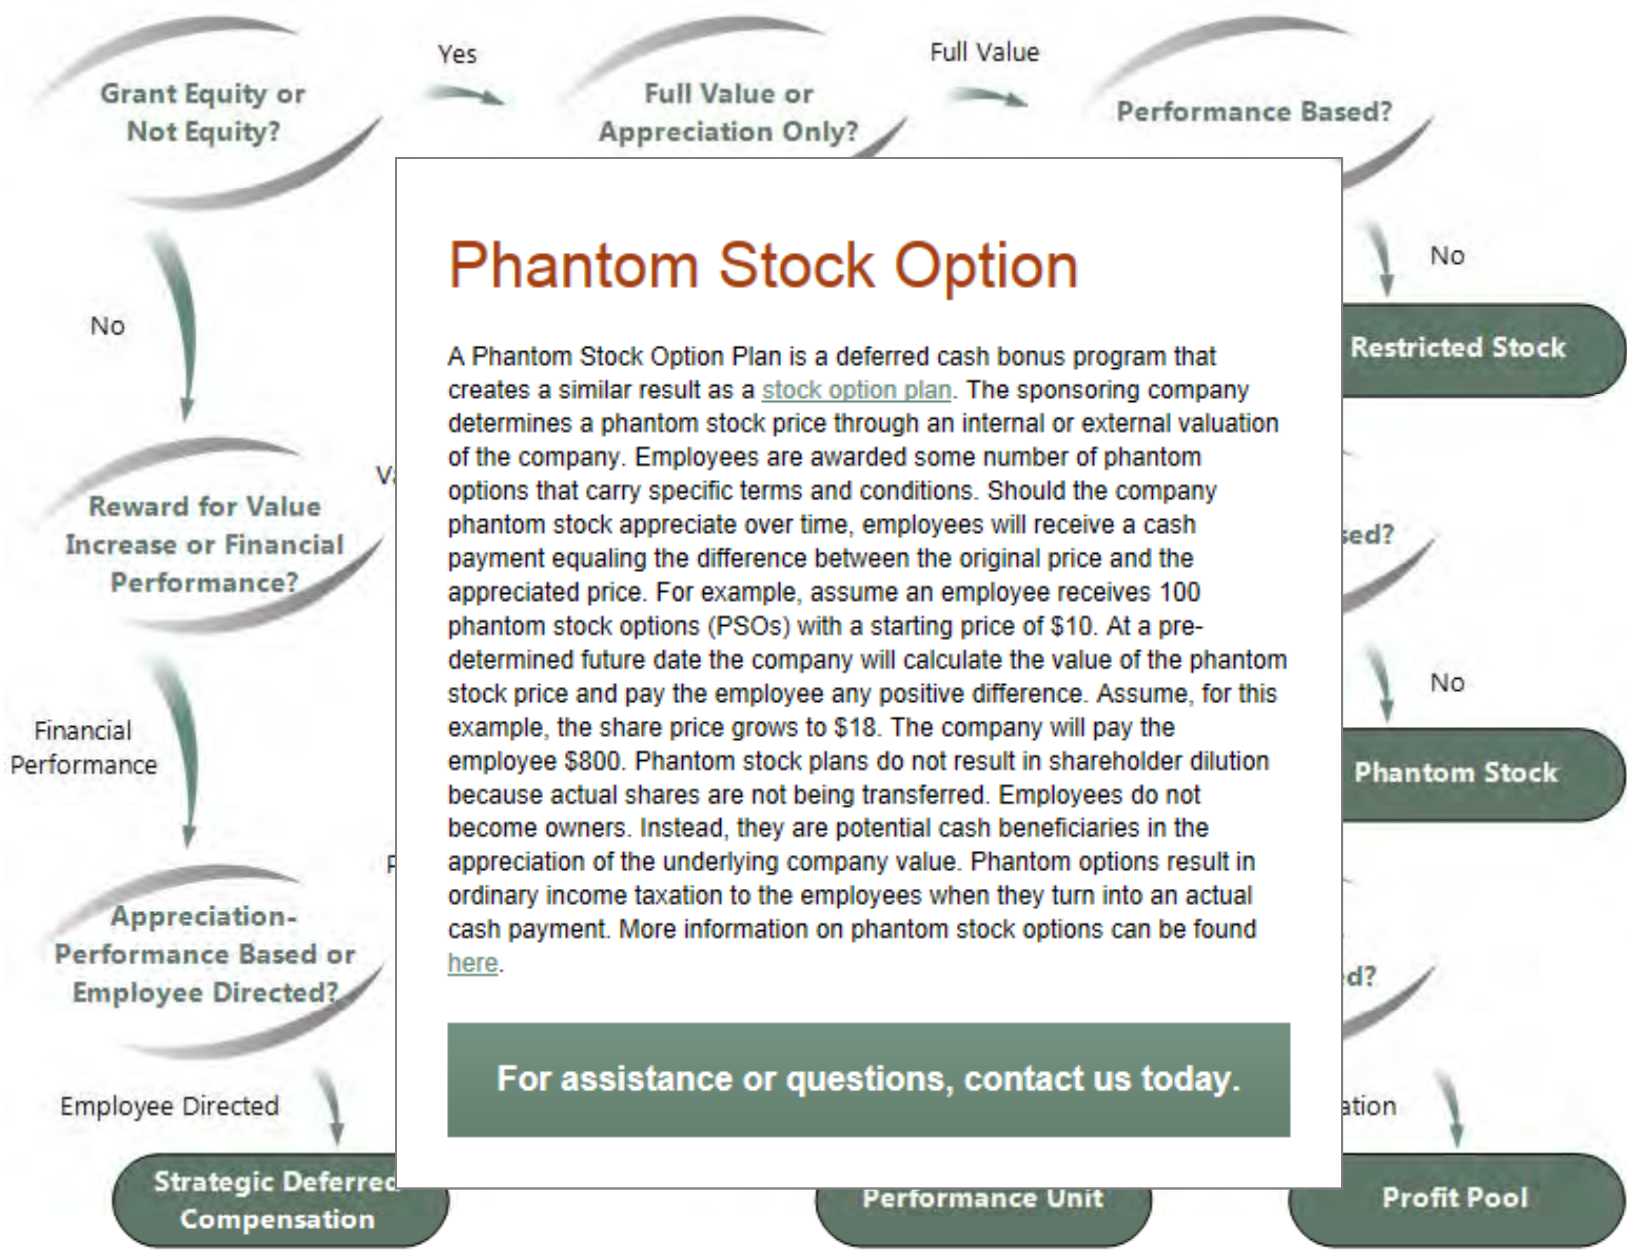 Yes
Full Value
Grant Equity or
Not Equity?
Full Value or
Appreciation Only?
Performance Based?
No
No
Restricted Stock
Reward for Value
Increase or Financial
Performance?
No
Phantom Stock
Financial
Performance
Appreciation-
Performance Based or
Employee Directed?
Employee Directed
Strategic Deferred
Compensation
Performance Unit
Profit Pool
Phantom Stock Option
A Phantom Stock Option Plan is a deferred cash bonus program that
creates a similar result as a stock option plan. The sponsoring company
determines a phantom stock price through an internal or external valuation
of the company. Employees are awarded some number of phantom
options that carry specific terms and conditions. Should the company
phantom stock appreciate over time, employees will receive a cash
payment equaling the difference between the original price and the
appreciated price. For example, assume an employee receives 100
phantom stock options (PSOs) with a starting price of $10. At a pre-
determined future date the company will calculate the value of the phantom
stock price and pay the employee any positive difference. Assume, for this
example, the share price grows to $18. The company will pay the
employee $800. Phantom stock plans do not result in shareholder dilution
because actual shares are not being transferred. Employees do not
become owners. Instead, they are potential cash beneficiaries in the
appreciation of the underlying company value. Phantom options result in
ordinary income taxation to the employees when they turn into an actual
cash payment. More information on phantom stock options can be found
here.
For assistance or questions, contact us today.